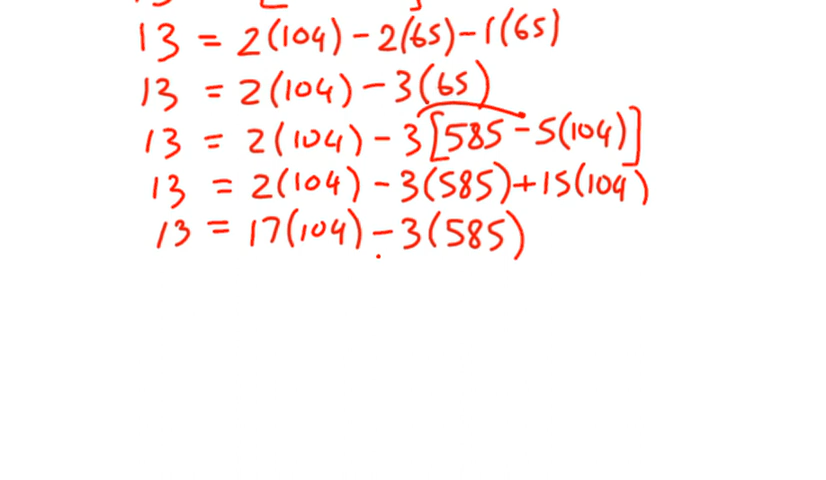 13 = 2(104) - 2(65) - 1(65)
13 = 2(104) - 3(65)
13 = 2(104) - 3[585 - 5(104)]
13 = 2(104) - 3(585) + 15(104)
13 = 17(104) - 3(585)